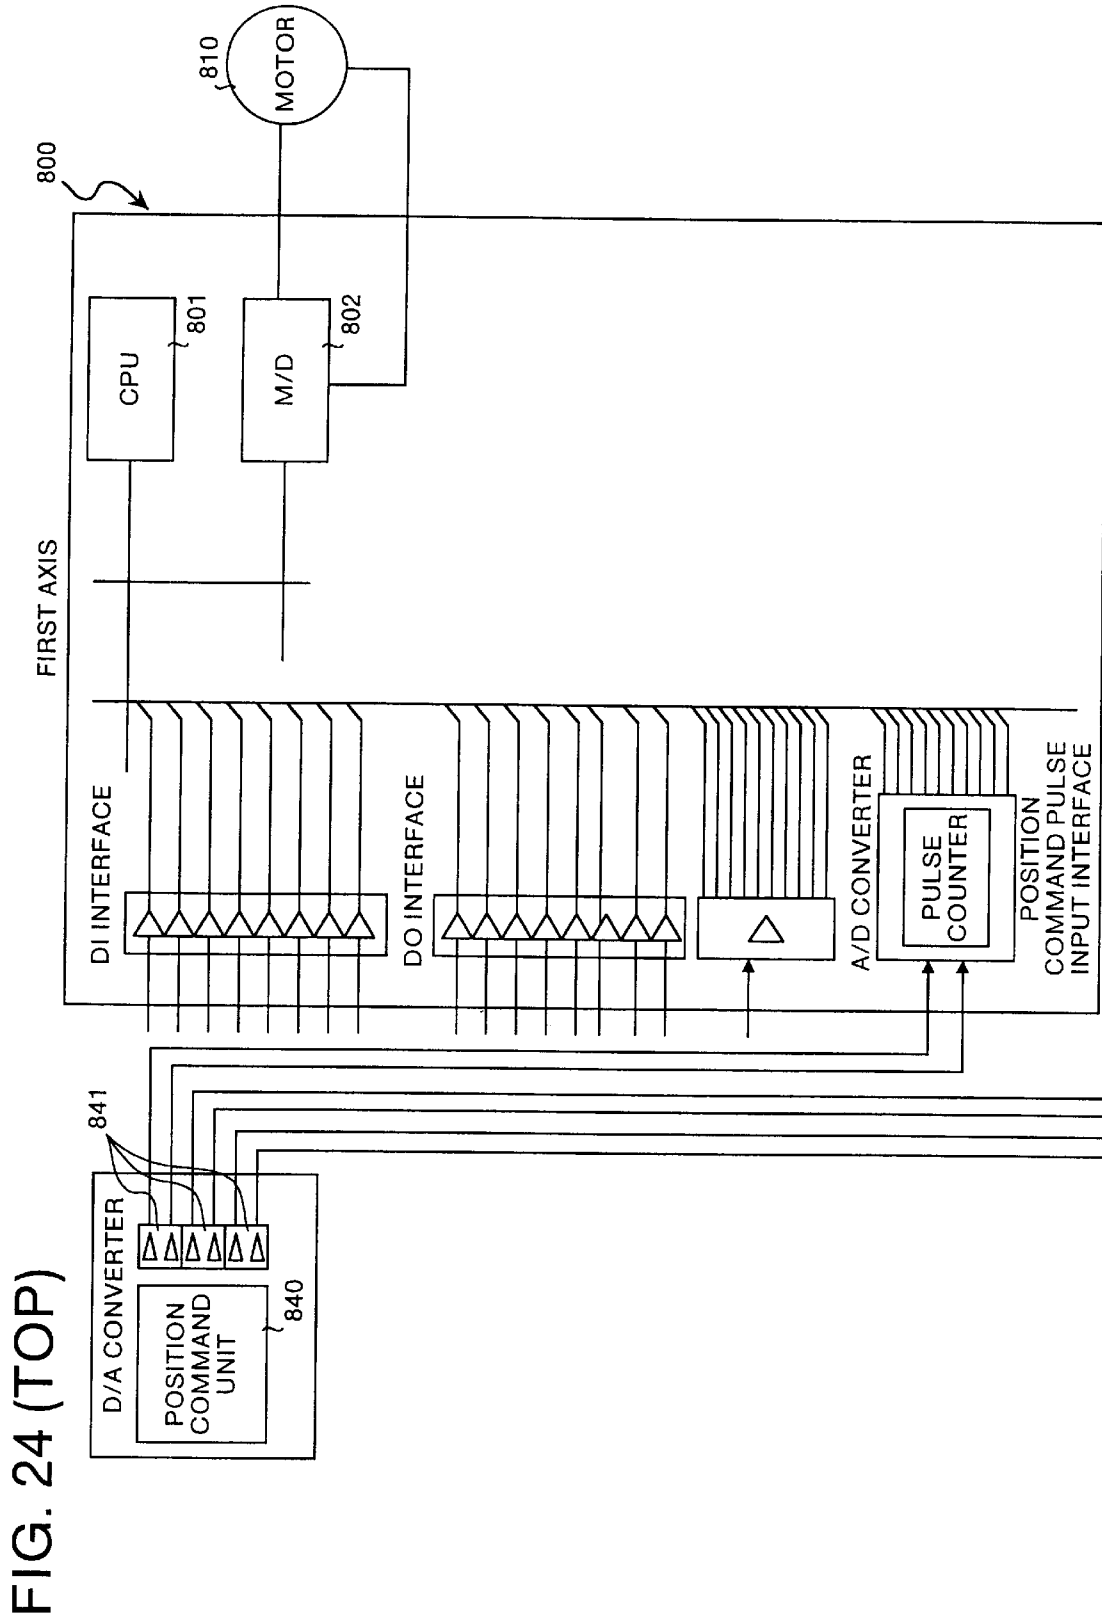 FIG. 24 (TOP)
D/A CONVERTER
POSITION
COMMAND
UNIT
840
841
FIRST AXIS
800
DI INTERFACE
CPU
801
M/D
802
MOTOR
810
DO INTERFACE
A/D CONVERTER
PULSE
COUNTER
POSITION
COMMAND PULSE
INPUT INTERFACE